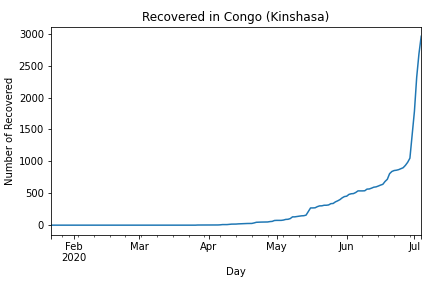 Recovered in Congo (Kinshasa)
Number of Recovered
3000
2500
2000
1500
1000
500
0
Feb
2020
Mar
Apr
May
Jun
Jul
Day